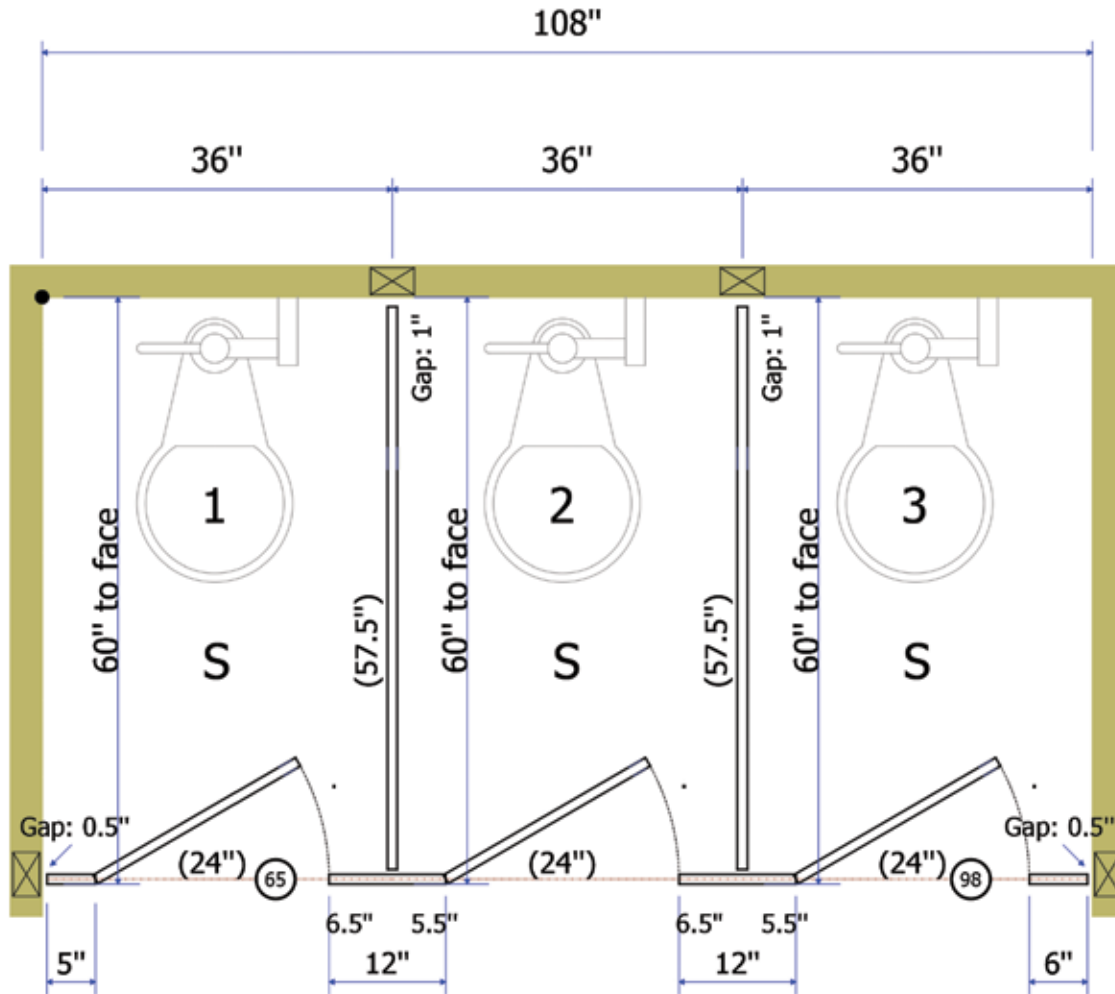 108"
36"
36"
36"
Gap: 1"
Gap: 1"
1
2
3
60" to face
60" to face
60" to face
(57.5")
(57.5")
S
S
S
Gap: 0.5"
Gap: 0.5"
(24")
65
(24")
(24")
98
6.5"
5.5"
6.5"
5.5"
5"
12"
12"
6"